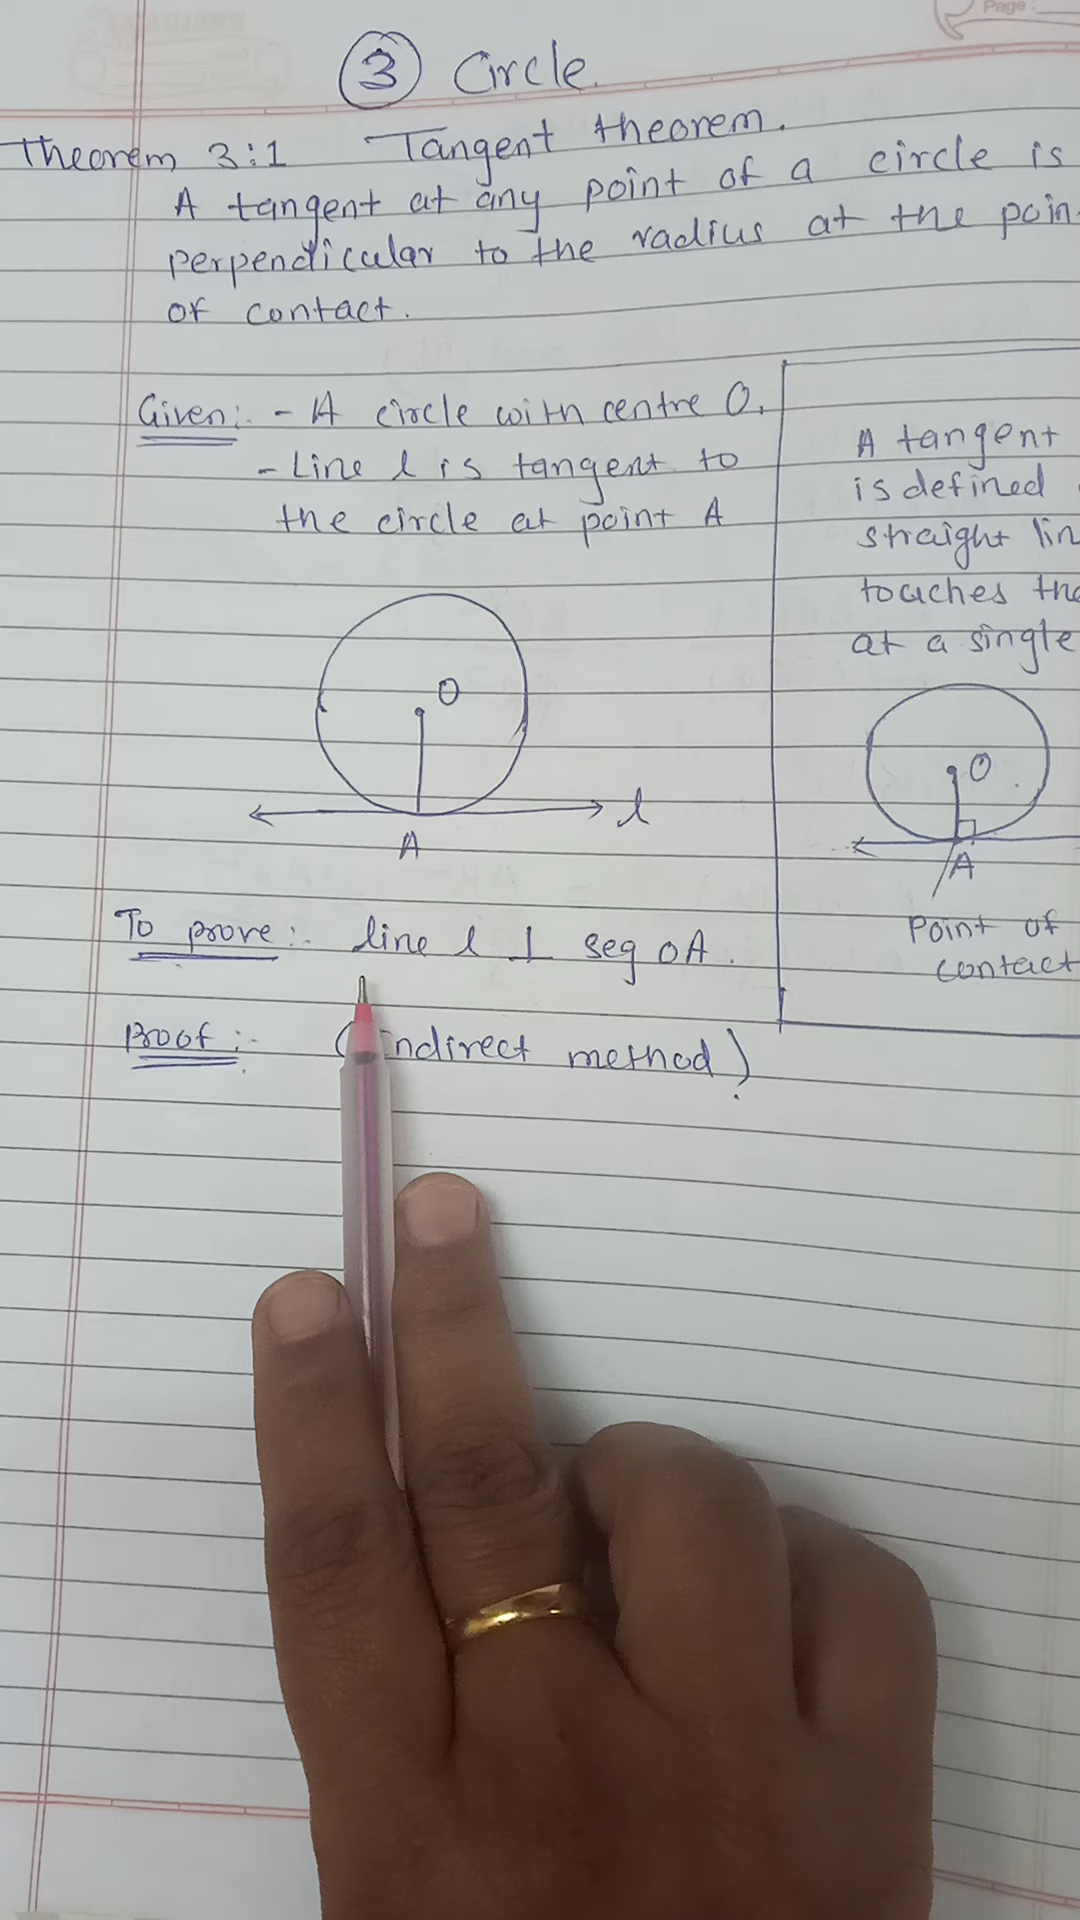 Page
③ Circle.
Theorem 3:1 Tangent theorem.
A tangent at any point of a circle is
perpendicular to the radius at the poin
of contact.
Given:- - A circle with centre O.
- Line l is tangent to
the circle at point A
O
l
A
To prove:- line l ⊥ seg OA.
Proof:- (Indirect method)
A tangent
is defined
straight lin
touches the
at a single
O
A
Point of
contact